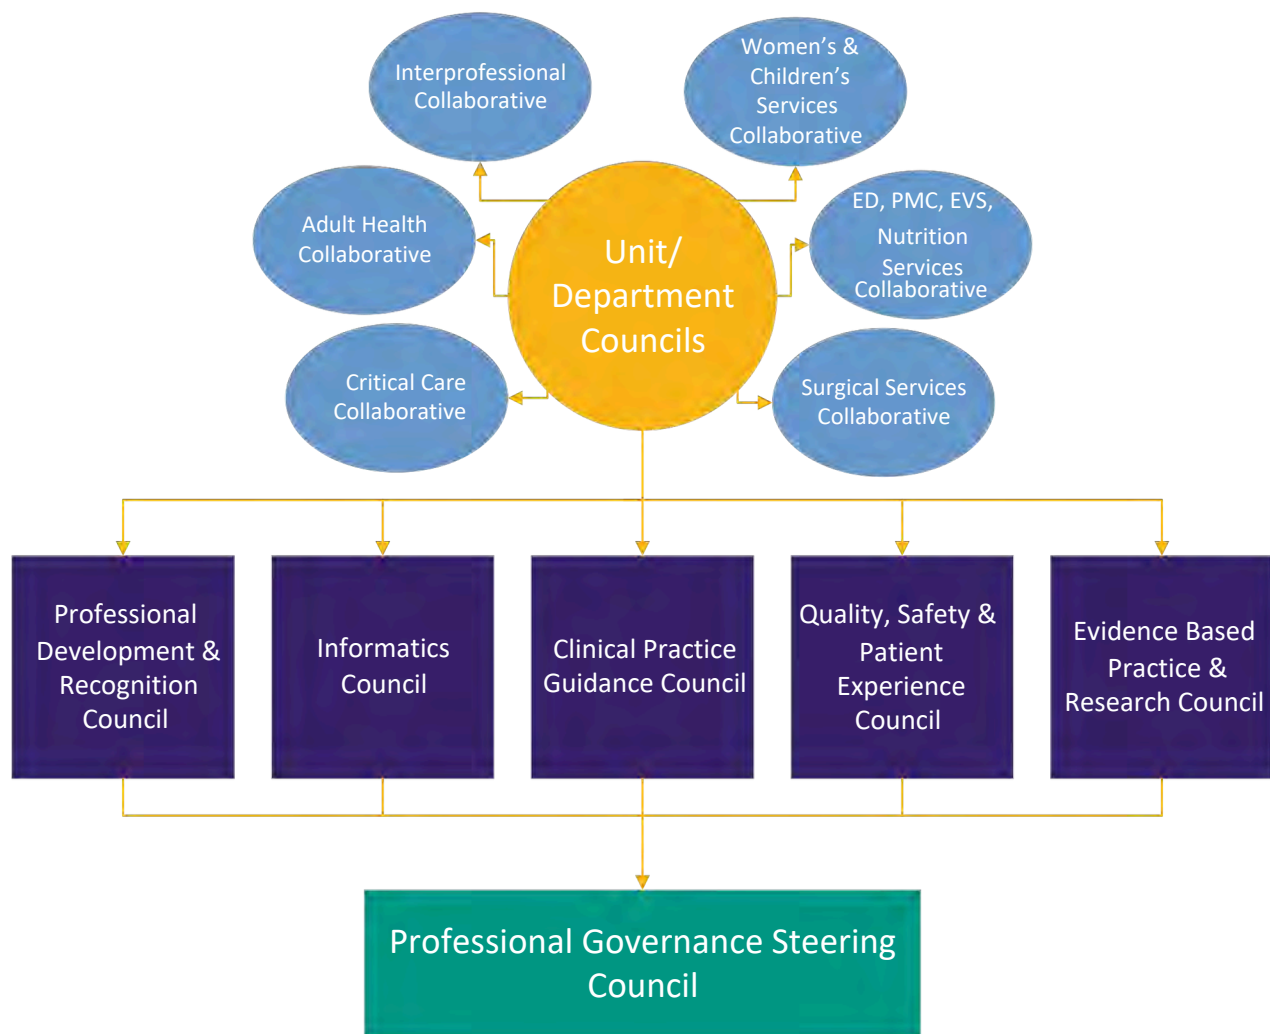 Interprofessional
Collaborative
Women's &
Children's
Services
Collaborative
Adult Health
Collaborative
Unit/
Department
Councils
ED, PMC, EVS,
Nutrition
Services
Collaborative
Critical Care
Collaborative
Surgical Services
Collaborative
Professional
Development &
Recognition
Council
Informatics
Council
Clinical Practice
Guidance Council
Quality, Safety &
Patient
Experience
Council
Evidence Based
Practice &
Research Council
Professional Governance Steering
Council